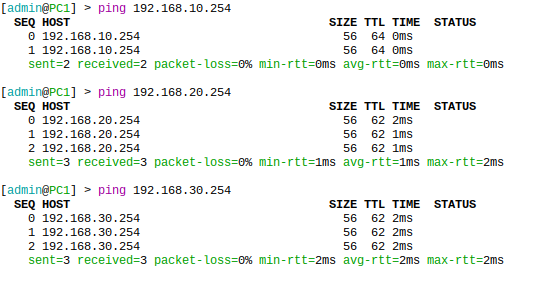 [admin@PC1] > ping 192.168.10.254
SEQ HOST SIZE TTL TIME STATUS
0 192.168.10.254 56 64 0ms
1 192.168.10.254 56 64 0ms
sent=2 received=2 packet-loss=0% min-rtt=0ms avg-rtt=0ms max-rtt=0ms
[admin@PC1] > ping 192.168.20.254
SEQ HOST SIZE TTL TIME STATUS
0 192.168.20.254 56 62 2ms
1 192.168.20.254 56 62 1ms
2 192.168.20.254 56 62 1ms
sent=3 received=3 packet-loss=0% min-rtt=1ms avg-rtt=1ms max-rtt=2ms
[admin@PC1] > ping 192.168.30.254
SEQ HOST SIZE TTL TIME STATUS
0 192.168.30.254 56 62 2ms
1 192.168.30.254 56 62 2ms
2 192.168.30.254 56 62 2ms
sent=3 received=3 packet-loss=0% min-rtt=2ms avg-rtt=2ms max-rtt=2ms